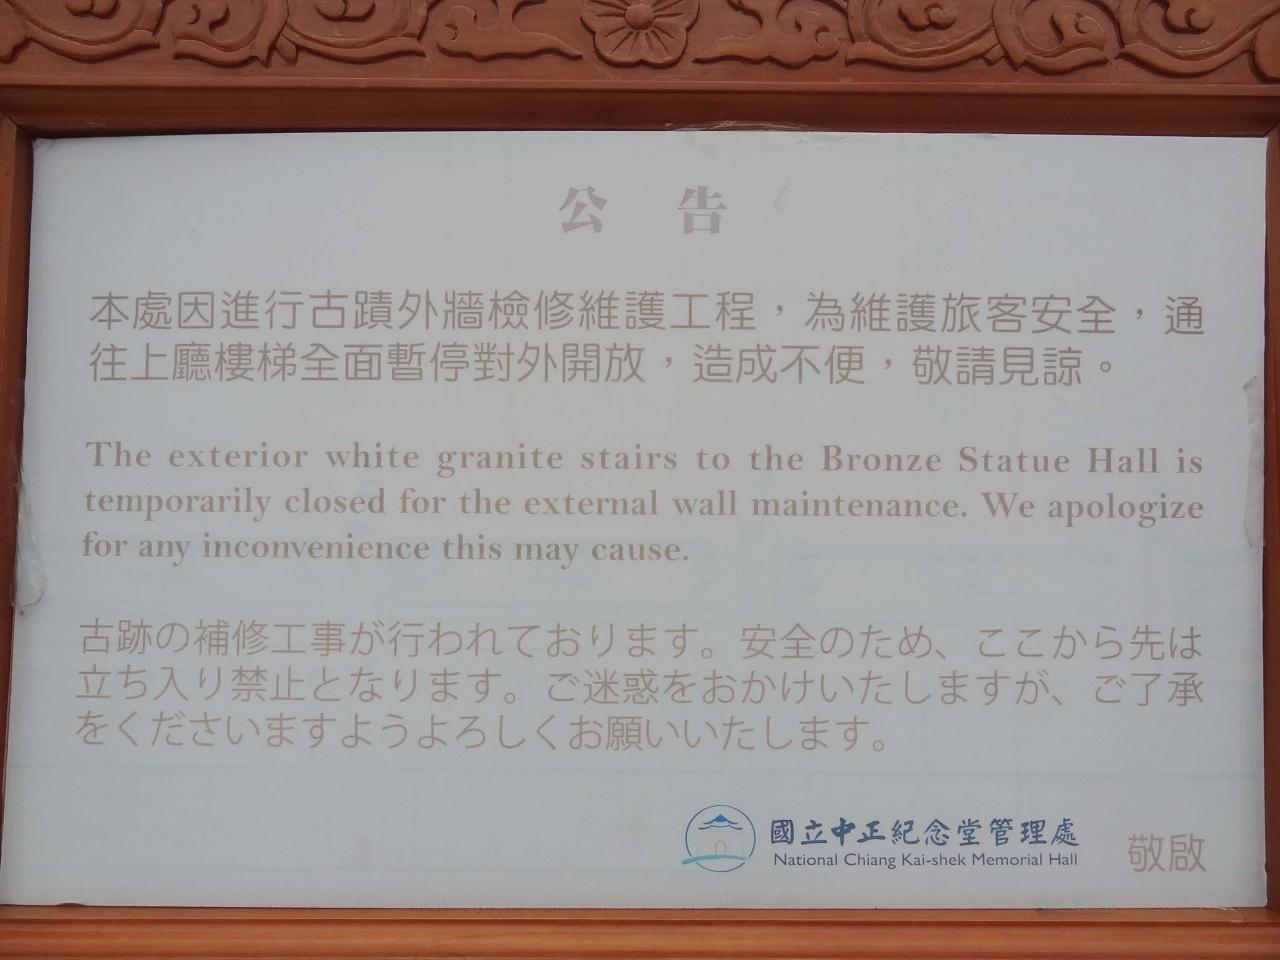 公告
本處因進行古蹟外牆檢修維護工程，為維護旅客安全，通
往上廳樓梯全面暫停對外開放，造成不便，敬請見諒。
The exterior white granite stairs to the Bronze Statue Hall is
temporarily closed for the external wall maintenance. We apologize
for any inconvenience this may cause.
古跡の補修工事が行われております。安全のため、ここから先は
立ち入り禁止となります。ご迷惑をおかけいたしますが、ご了承
をくださいますようよろしくお願いいたします。
國立中正紀念堂管理處
National Chiang Kai-shek Memorial Hall
敬啟